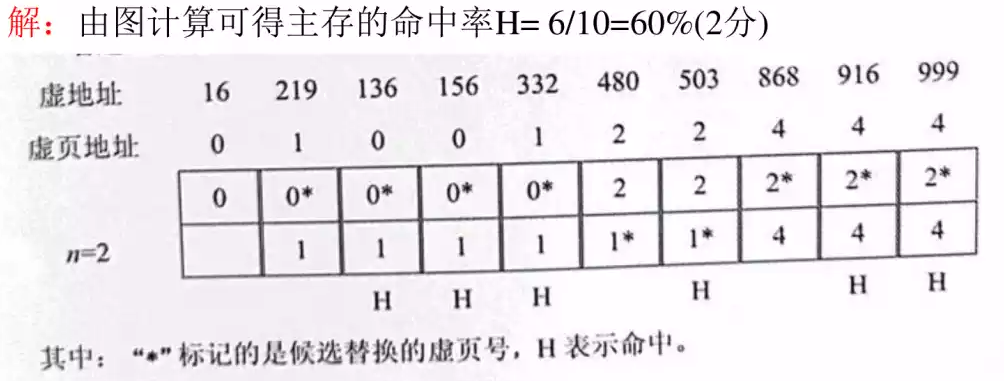 解：由图计算可得主存的命中率H= 6/10=60%(2分)
虚地址 16 219 136 156 332 480 503 868 916 999
虚页地址 0 1 0 0 1 2 2 4 4 4
0 0* 0* 0* 0* 2 2 2* 2* 2*
n=2 1 1 1 1 1* 1* 4 4 4
H H H H H H
其中：“*”标记的是候选替换的虚页号，H 表示命中。